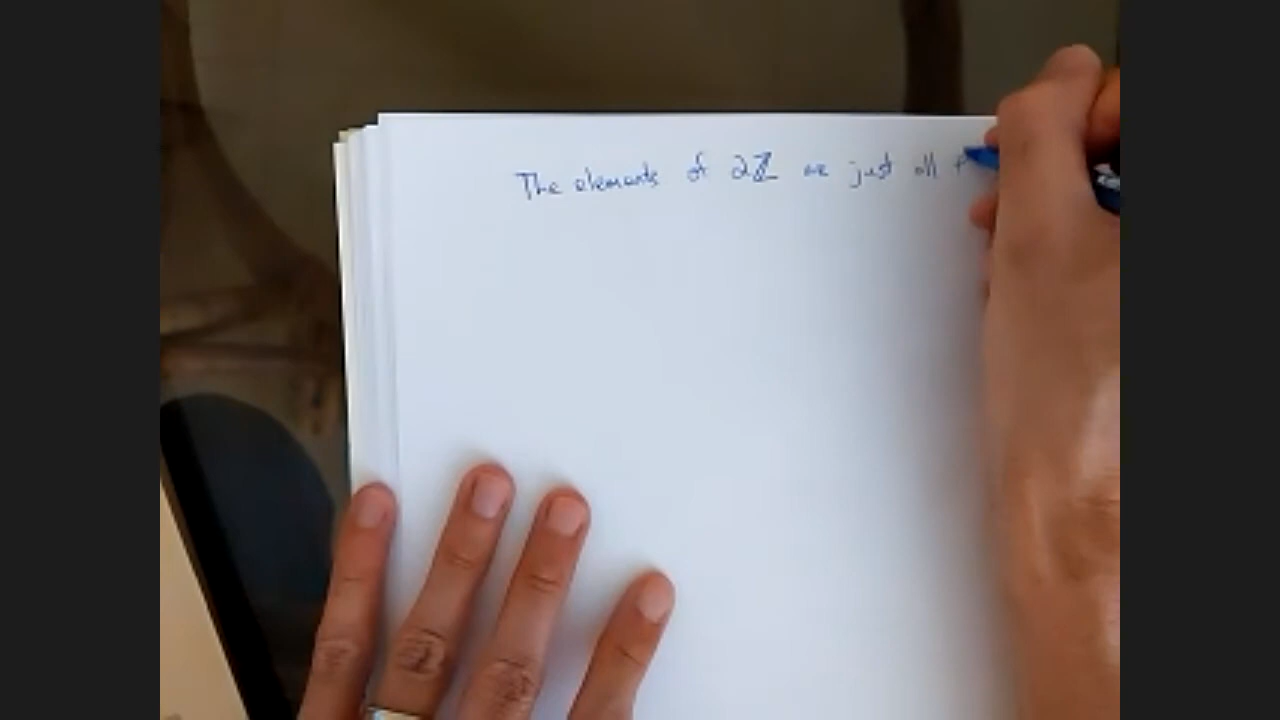 The elements of 2ℤ are just all